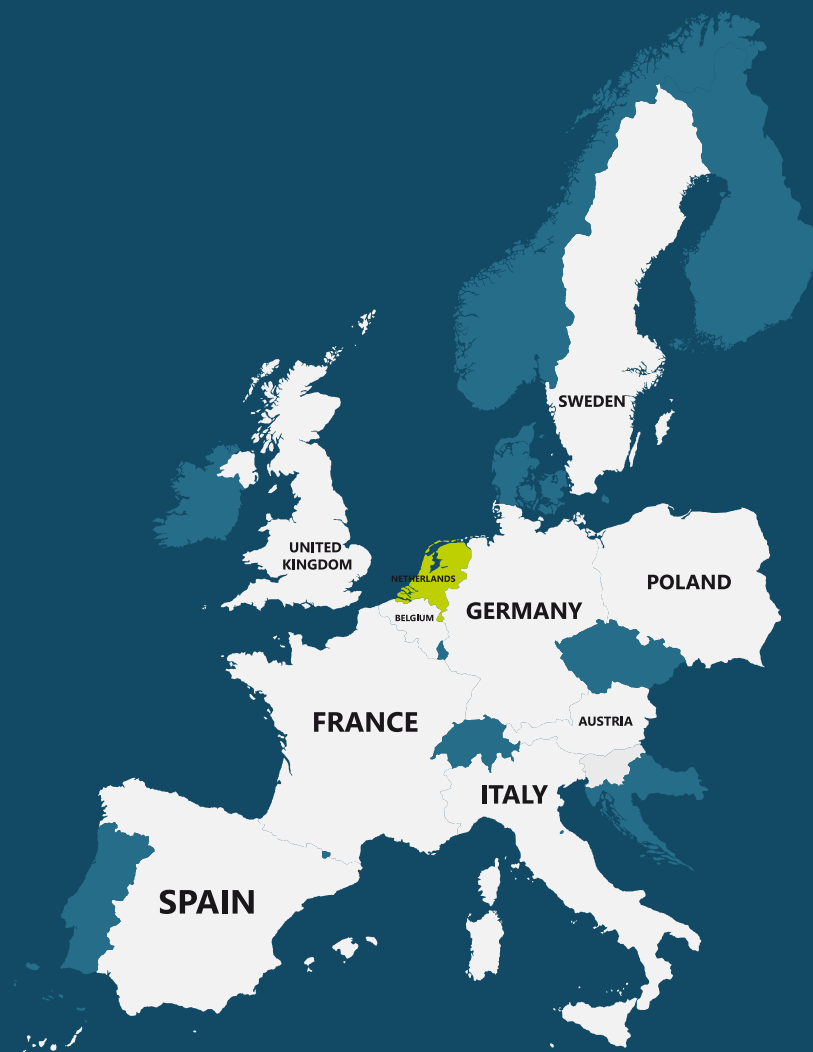 SWEDEN
UNITED
KINGDOM
NETHERLANDS
POLAND
GERMANY
BELGIUM
FRANCE
AUSTRIA
ITALY
SPAIN